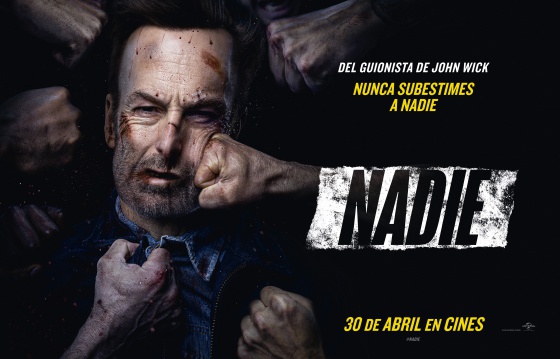 DEL GUIONISTA DE JOHN WICK
NUNCA SUBESTIMES
A NADIE
NADIE
30 DE ABRIL EN CINES